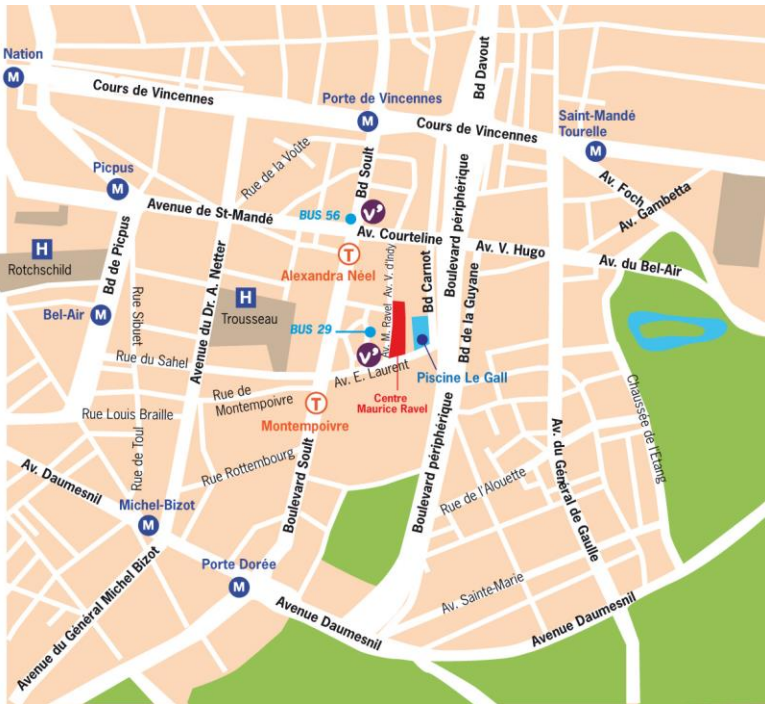 Bd Davout
Nation
M
Cours de Vincennes
Porte de Vincennes
M
Cours de Vincennes
Saint-Mandé
Tourelle
M
Rue de la Voûte
Picpus
M
Bd Soult
Boulevard périphérique
Av. Foch
Av. Gambetta
Avenue de St-Mandé
BUS 56
V'
Av. Courteline
Av. V. Hugo
Av. du Bel-Air
H
Rotchschild
Bd de Picpus
Avenue du Dr. A. Netter
T
Alexandra Néel
Av. V. d'Indy
Bd Carnot
Bd de la Guyane
H
Trousseau
Bel-Air
M
Rue Sibuet
BUS 29
Av. M. Ravel
V'
Rue du Sahel
Av. E. Laurent
Piscine Le Gall
Centre
Maurice Ravel
Rue de
Montempoivre
T
Montempoivre
Rue Louis Braille
Chaussée de l'Etang
Rue de Toul
Rue Rottembourg
Boulevard Soult
Boulevard périphérique
Av. du Général de Gaulle
Av. Daumesnil
Rue de l'Alouette
Michel-Bizot
M
Porte Dorée
M
Avenue du Général Michel Bizot
Av. Sainte-Marie
Avenue Daumesnil
Avenue Daumesnil